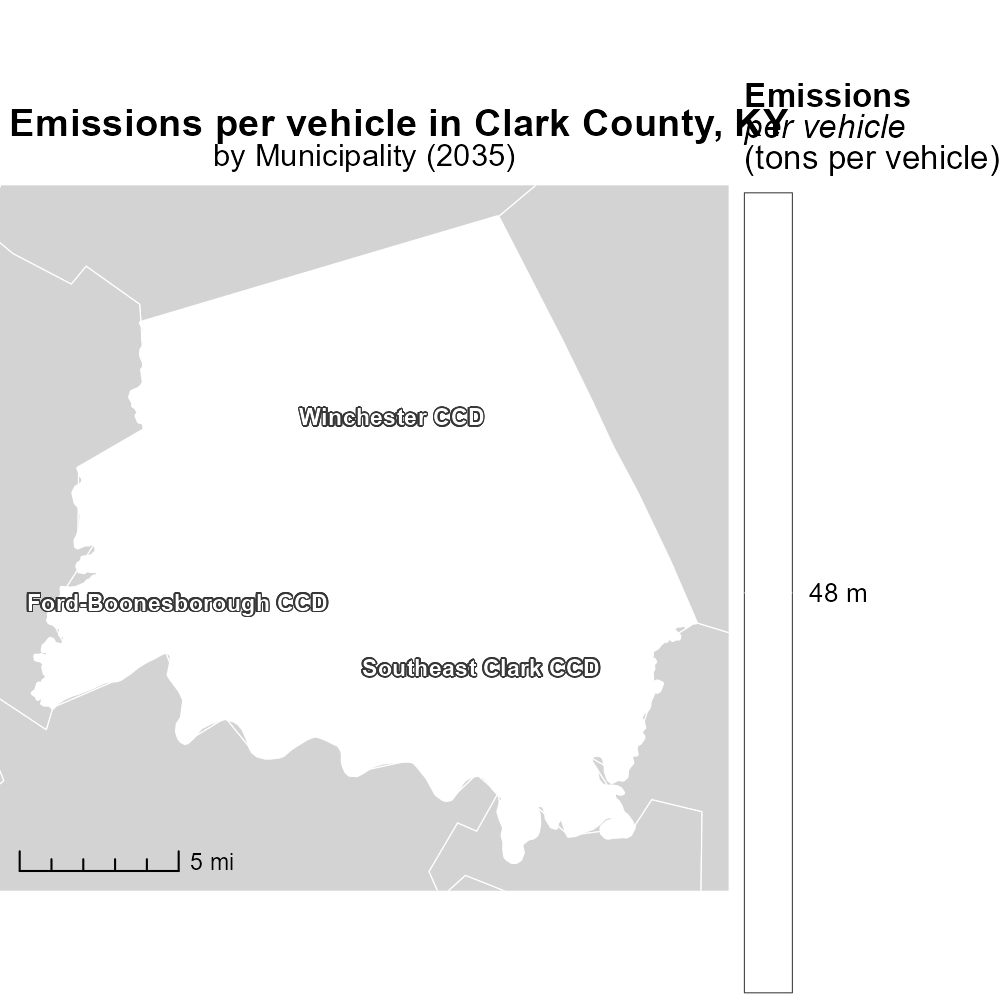 Emissions per vehicle in Clark County, KY
by Municipality (2035)
Emissions
per vehicle
(tons per vehicle)
Winchester CCD
Ford-Boonesborough CCD
Southeast Clark CCD
48 m
5 mi